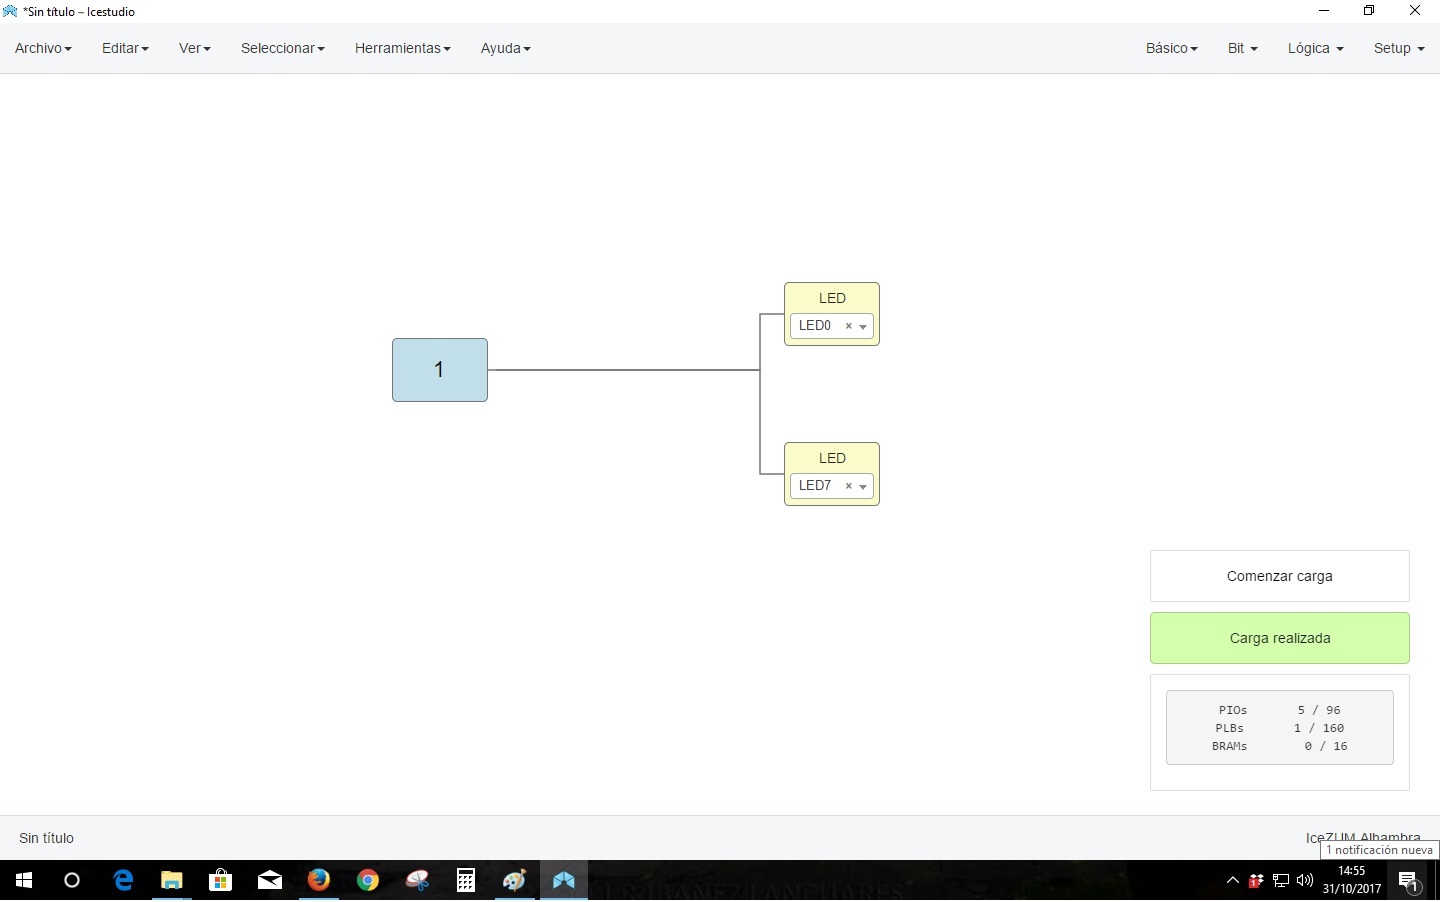 *Sin título – Icestudio
Archivo Editar Ver Seleccionar Herramientas Ayuda Básico Bit Lógica Setup
LED
LED0 ×
1
LED
LED7 ×
Comenzar carga
Carga realizada
PIOs 5 / 96
PLBs 1 / 160
BRAMs 0 / 16
Sin título
IceZUM Alhambra
1 notificación nueva
14:55
31/10/2017
1